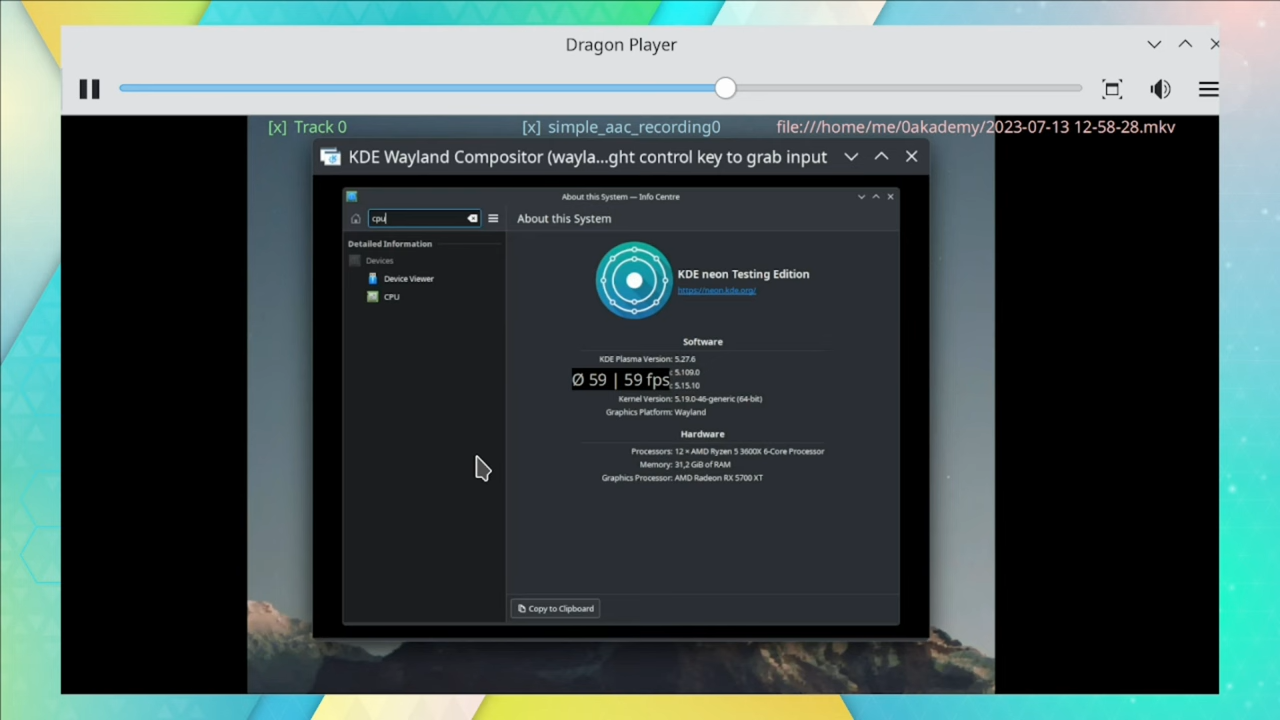 Dragon Player
[x] Track 0 [x] simple_aac_recording0 file:///home/me/0akademy/2023-07-13 12-58-28.mkv
KDE Wayland Compositor (wayla...ght control key to grab input
About this System — Info Centre
cpu
About this System
Detailed Information
Devices
Device Viewer
CPU
KDE neon Testing Edition
https://neon.kde.org/
Software
KDE Plasma Version: 5.27.6
: 5.109.0
Ø 59 | 59 fps
: 5.15.10
Kernel Version: 5.19.0-46-generic (64-bit)
Graphics Platform: Wayland
Hardware
Processors: 12 × AMD Ryzen 5 3600X 6-Core Processor
Memory: 31,2 GiB of RAM
Graphics Processor: AMD Radeon RX 5700 XT
Copy to Clipboard